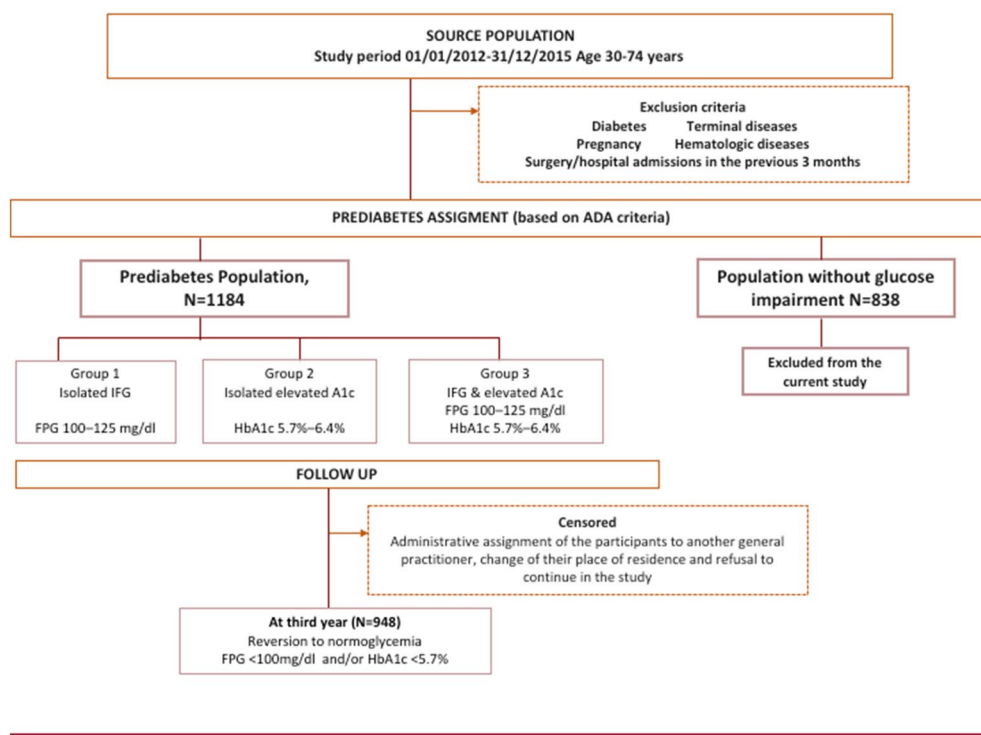 SOURCE POPULATION
Study period 01/01/2012-31/12/2015 Age 30-74 years
Exclusion criteria
Diabetes Terminal diseases
Pregnancy Hematologic diseases
Surgery/hospital admissions in the previous 3 months
PREDIABETES ASSIGMENT (based on ADA criteria)
Prediabetes Population,
N=1184
Population without glucose
impairment N=838
Excluded from the
current study
Group 1
Isolated IFG
FPG 100–125 mg/dl
Group 2
Isolated elevated A1c
HbA1c 5.7%–6.4%
Group 3
IFG & elevated A1c
FPG 100–125 mg/dl
HbA1c 5.7%–6.4%
FOLLOW UP
Censored
Administrative assignment of the participants to another general
practitioner, change of their place of residence and refusal to
continue in the study
At third year (N=948)
Reversion to normoglycemia
FPG <100mg/dl and/or HbA1c <5.7%